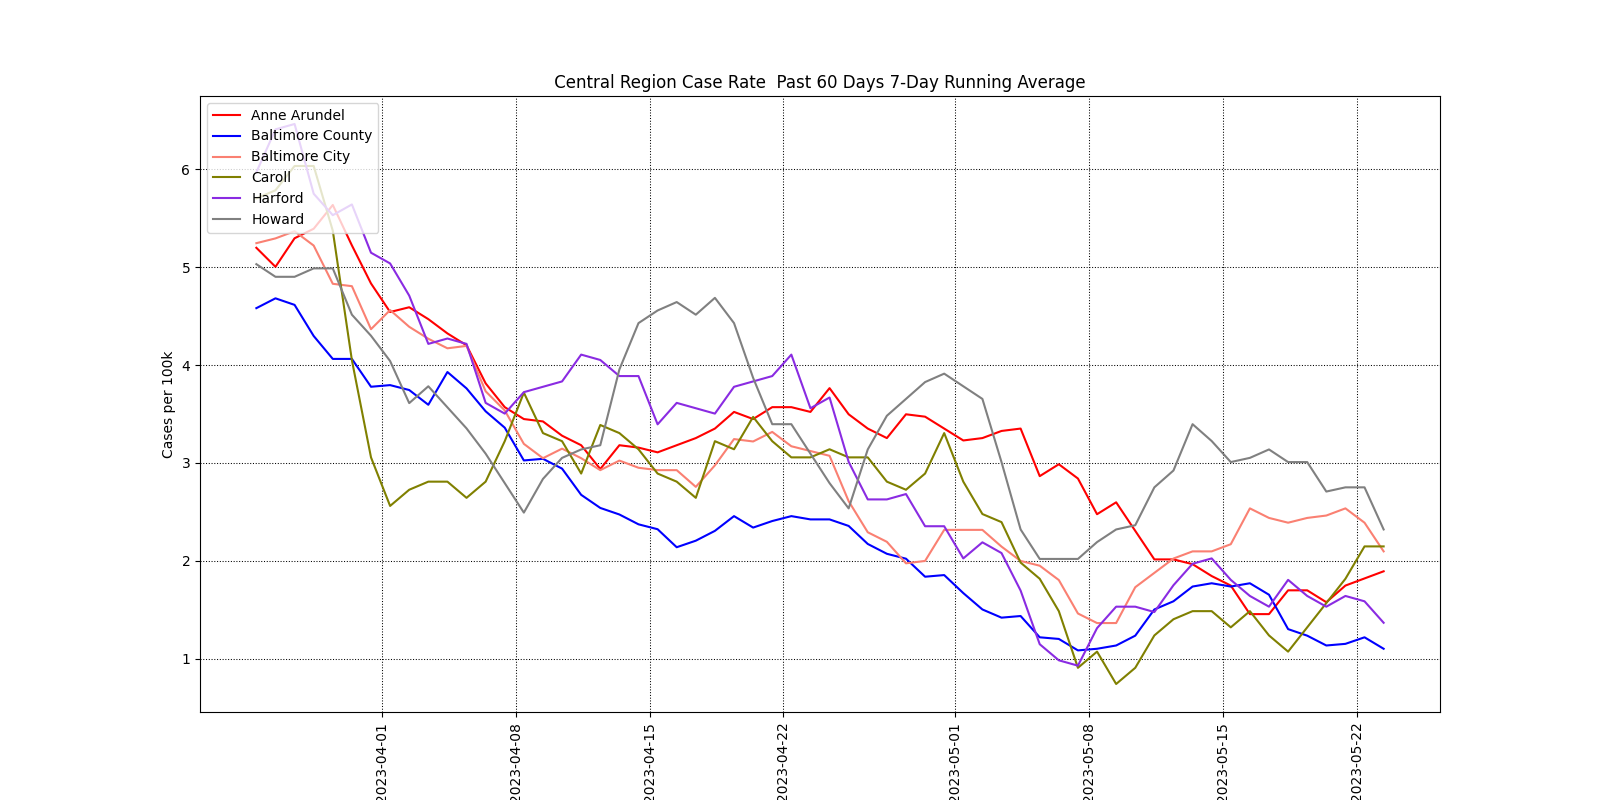 Central Region Case Rate  Past 60 Days 7-Day Running Average
Anne Arundel
Baltimore County
Baltimore City
Caroll
Harford
Howard
Cases per 100k
6
5
4
3
2
1
2023-04-01
2023-04-08
2023-04-15
2023-04-22
2023-05-01
2023-05-08
2023-05-15
2023-05-22